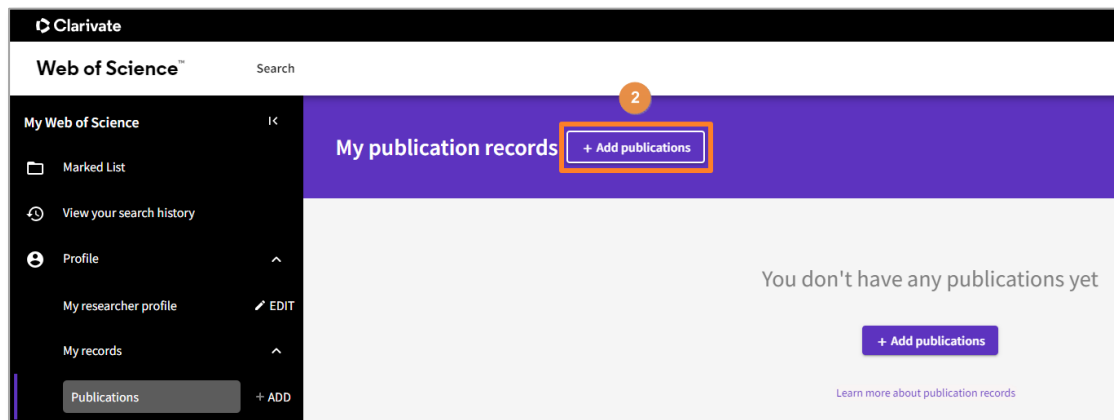 Clarivate
Web of Science™
Search
My Web of Science
Marked List
View your search history
Profile
My researcher profile
EDIT
My records
Publications
+ ADD
2
My publication records
+ Add publications
You don't have any publications yet
+ Add publications
Learn more about publication records